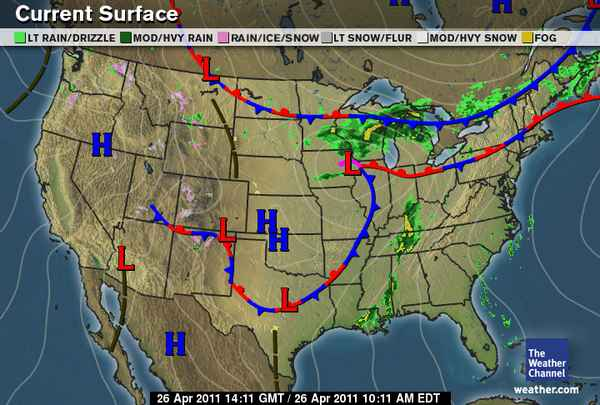 Current Surface
LT RAIN/DRIZZLE MOD/HVY RAIN RAIN/ICE/SNOW LT SNOW/FLUR MOD/HVY SNOW FOG
H
L
L
H
L
H
L
H
L
L
H
The
Weather
Channel
weather.com
26 Apr 2011 14:11 GMT / 26 Apr 2011 10:11 AM EDT